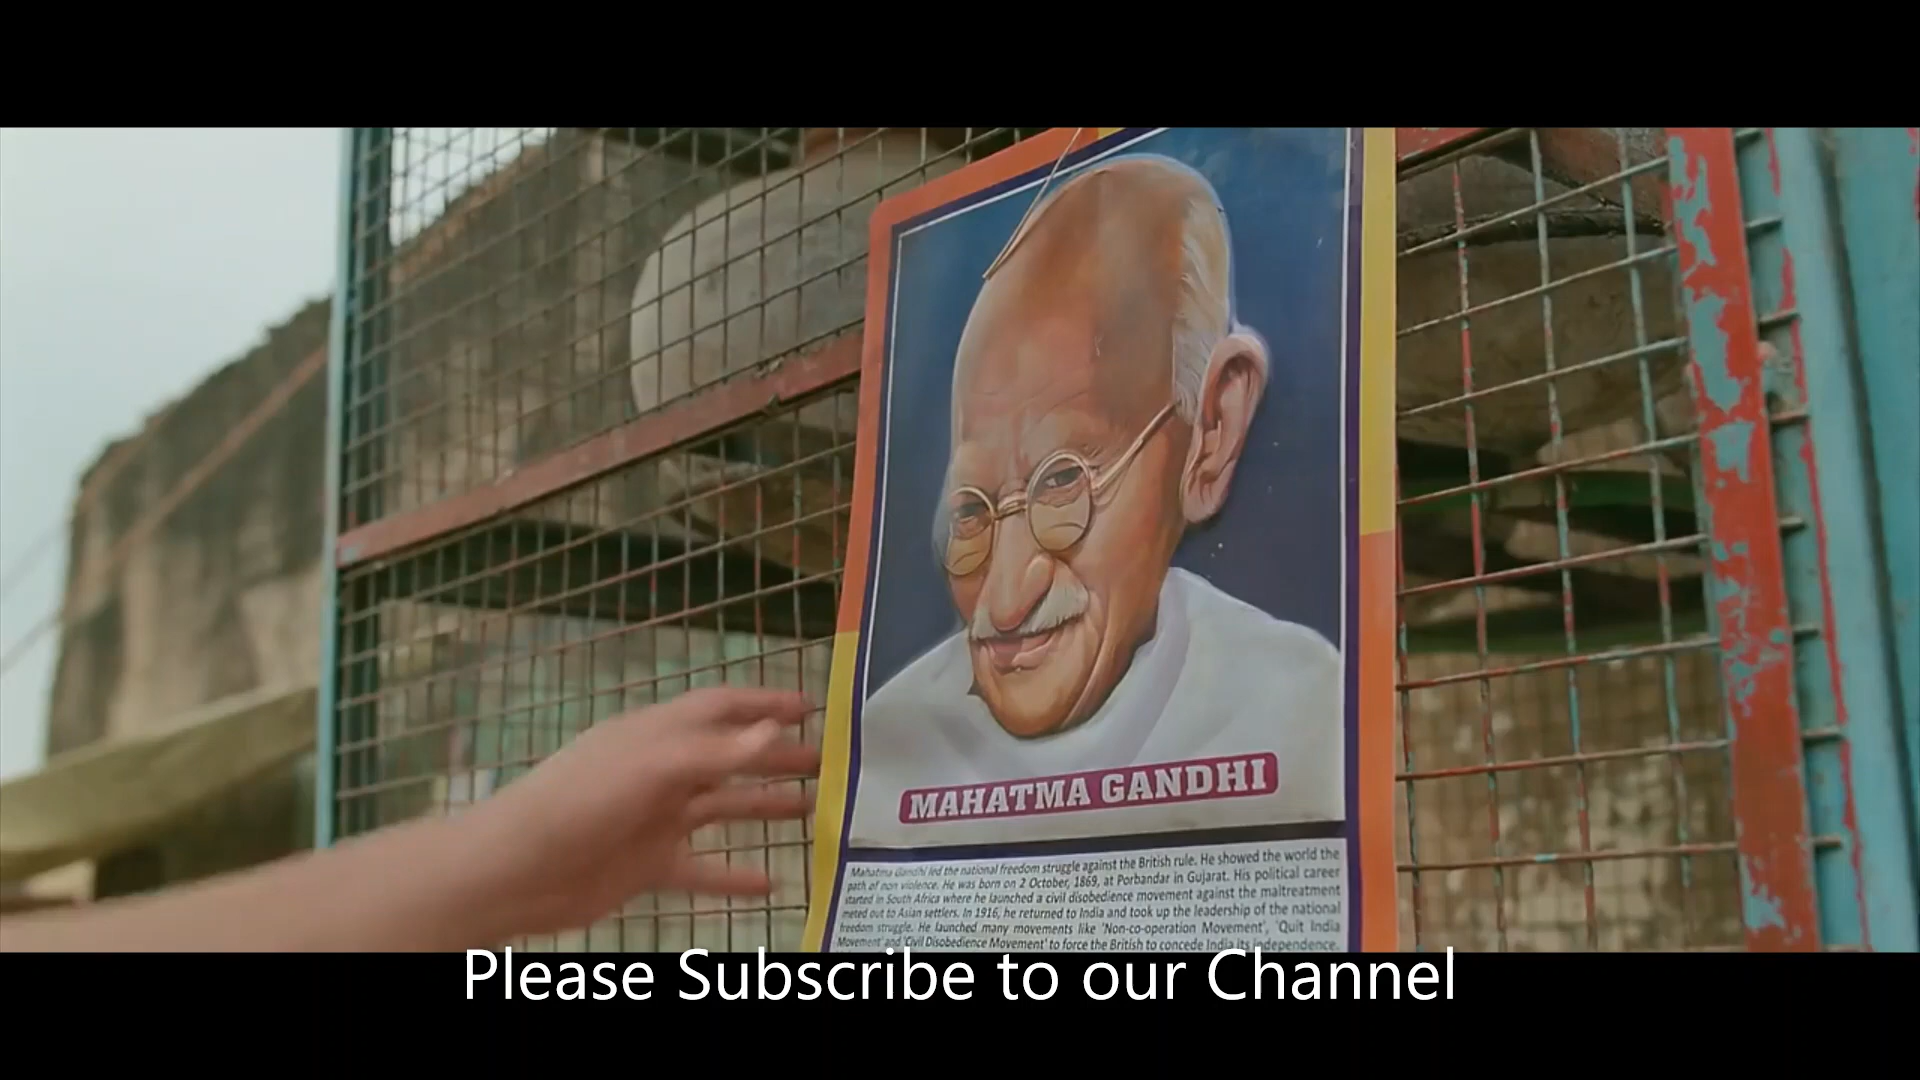 MAHATMA GANDHI
Mahatma Gandhi led the national freedom struggle against the British rule. He showed the world the
path of non violence. He was born on 2 October, 1869, at Porbandar in Gujarat. His political career
started in South Africa where he launched a civil disobedience movement against the maltreatment
meted out to Asian settlers. In 1916, he returned to India and took up the leadership of the national
freedom struggle. He launched many movements like 'Non-co-operation Movement', 'Quit India
Movement' and 'Civil Disobedience Movement' to force the British to concede India its independence.
Please Subscribe to our Channel